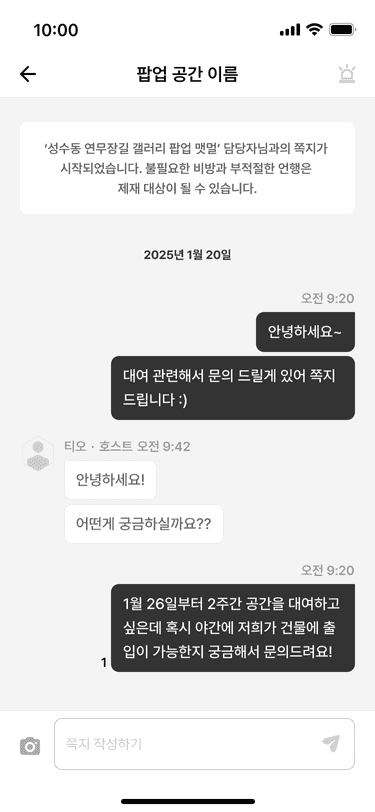 10:00
팝업 공간 이름
‘성수동 연무장길 갤러리 팝업 맷멀’ 담당자님과의 쪽지가
시작되었습니다. 불필요한 비방과 부적절한 언행은
제재 대상이 될 수 있습니다.
2025년 1월 20일
오전 9:20
안녕하세요~
대여 관련해서 문의 드릴게 있어 쪽지
드립니다 :)
티오 · 호스트 오전 9:42
안녕하세요!
어떤게 궁금하실까요??
오전 9:20
1월 26일부터 2주간 공간을 대여하고
싶은데 혹시 야간에 저희가 건물에 출
입이 가능한지 궁금해서 문의드려요!
1
쪽지 작성하기